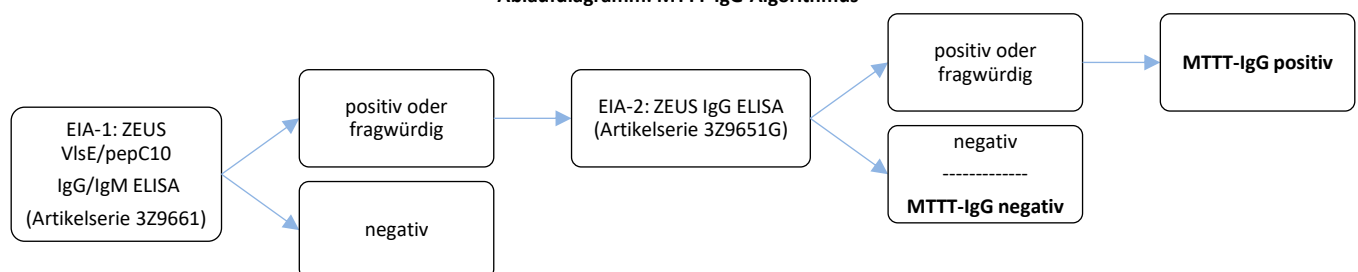 Ablaufdiagramm: MTTT-IgG-Algorithmus
EIA-1: ZEUS
VlsE/pepC10
IgG/IgM ELISA
(Artikelserie 3Z9661)
positiv oder
fragwürdig
negativ
EIA-2: ZEUS IgG ELISA
(Artikelserie 3Z9651G)
positiv oder
fragwürdig
negativ
-------------
MTTT-IgG negativ
MTTT-IgG positiv